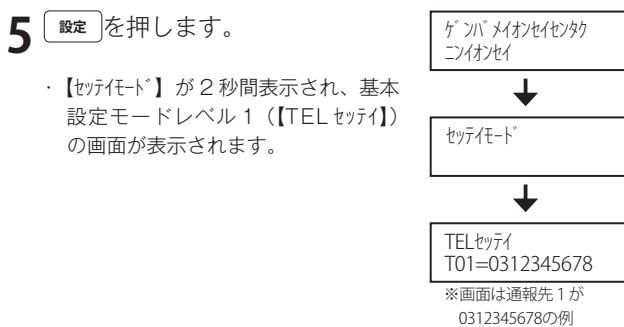 5 設定 を押します。
・【ｾｯﾃｲﾓｰﾄﾞ】が２秒間表示され、基本
設定モードレベル１（【TELｾｯﾃｲ】）
の画面が表示されます。
ｹﾞﾝﾊﾞﾒｲｵﾝｾｲｾﾝﾀｸ
ﾆﾝｲｵﾝｾｲ
ｾｯﾃｲﾓｰﾄﾞ
TELｾｯﾃｲ
T01=0312345678
※画面は通報先１が
0312345678の例